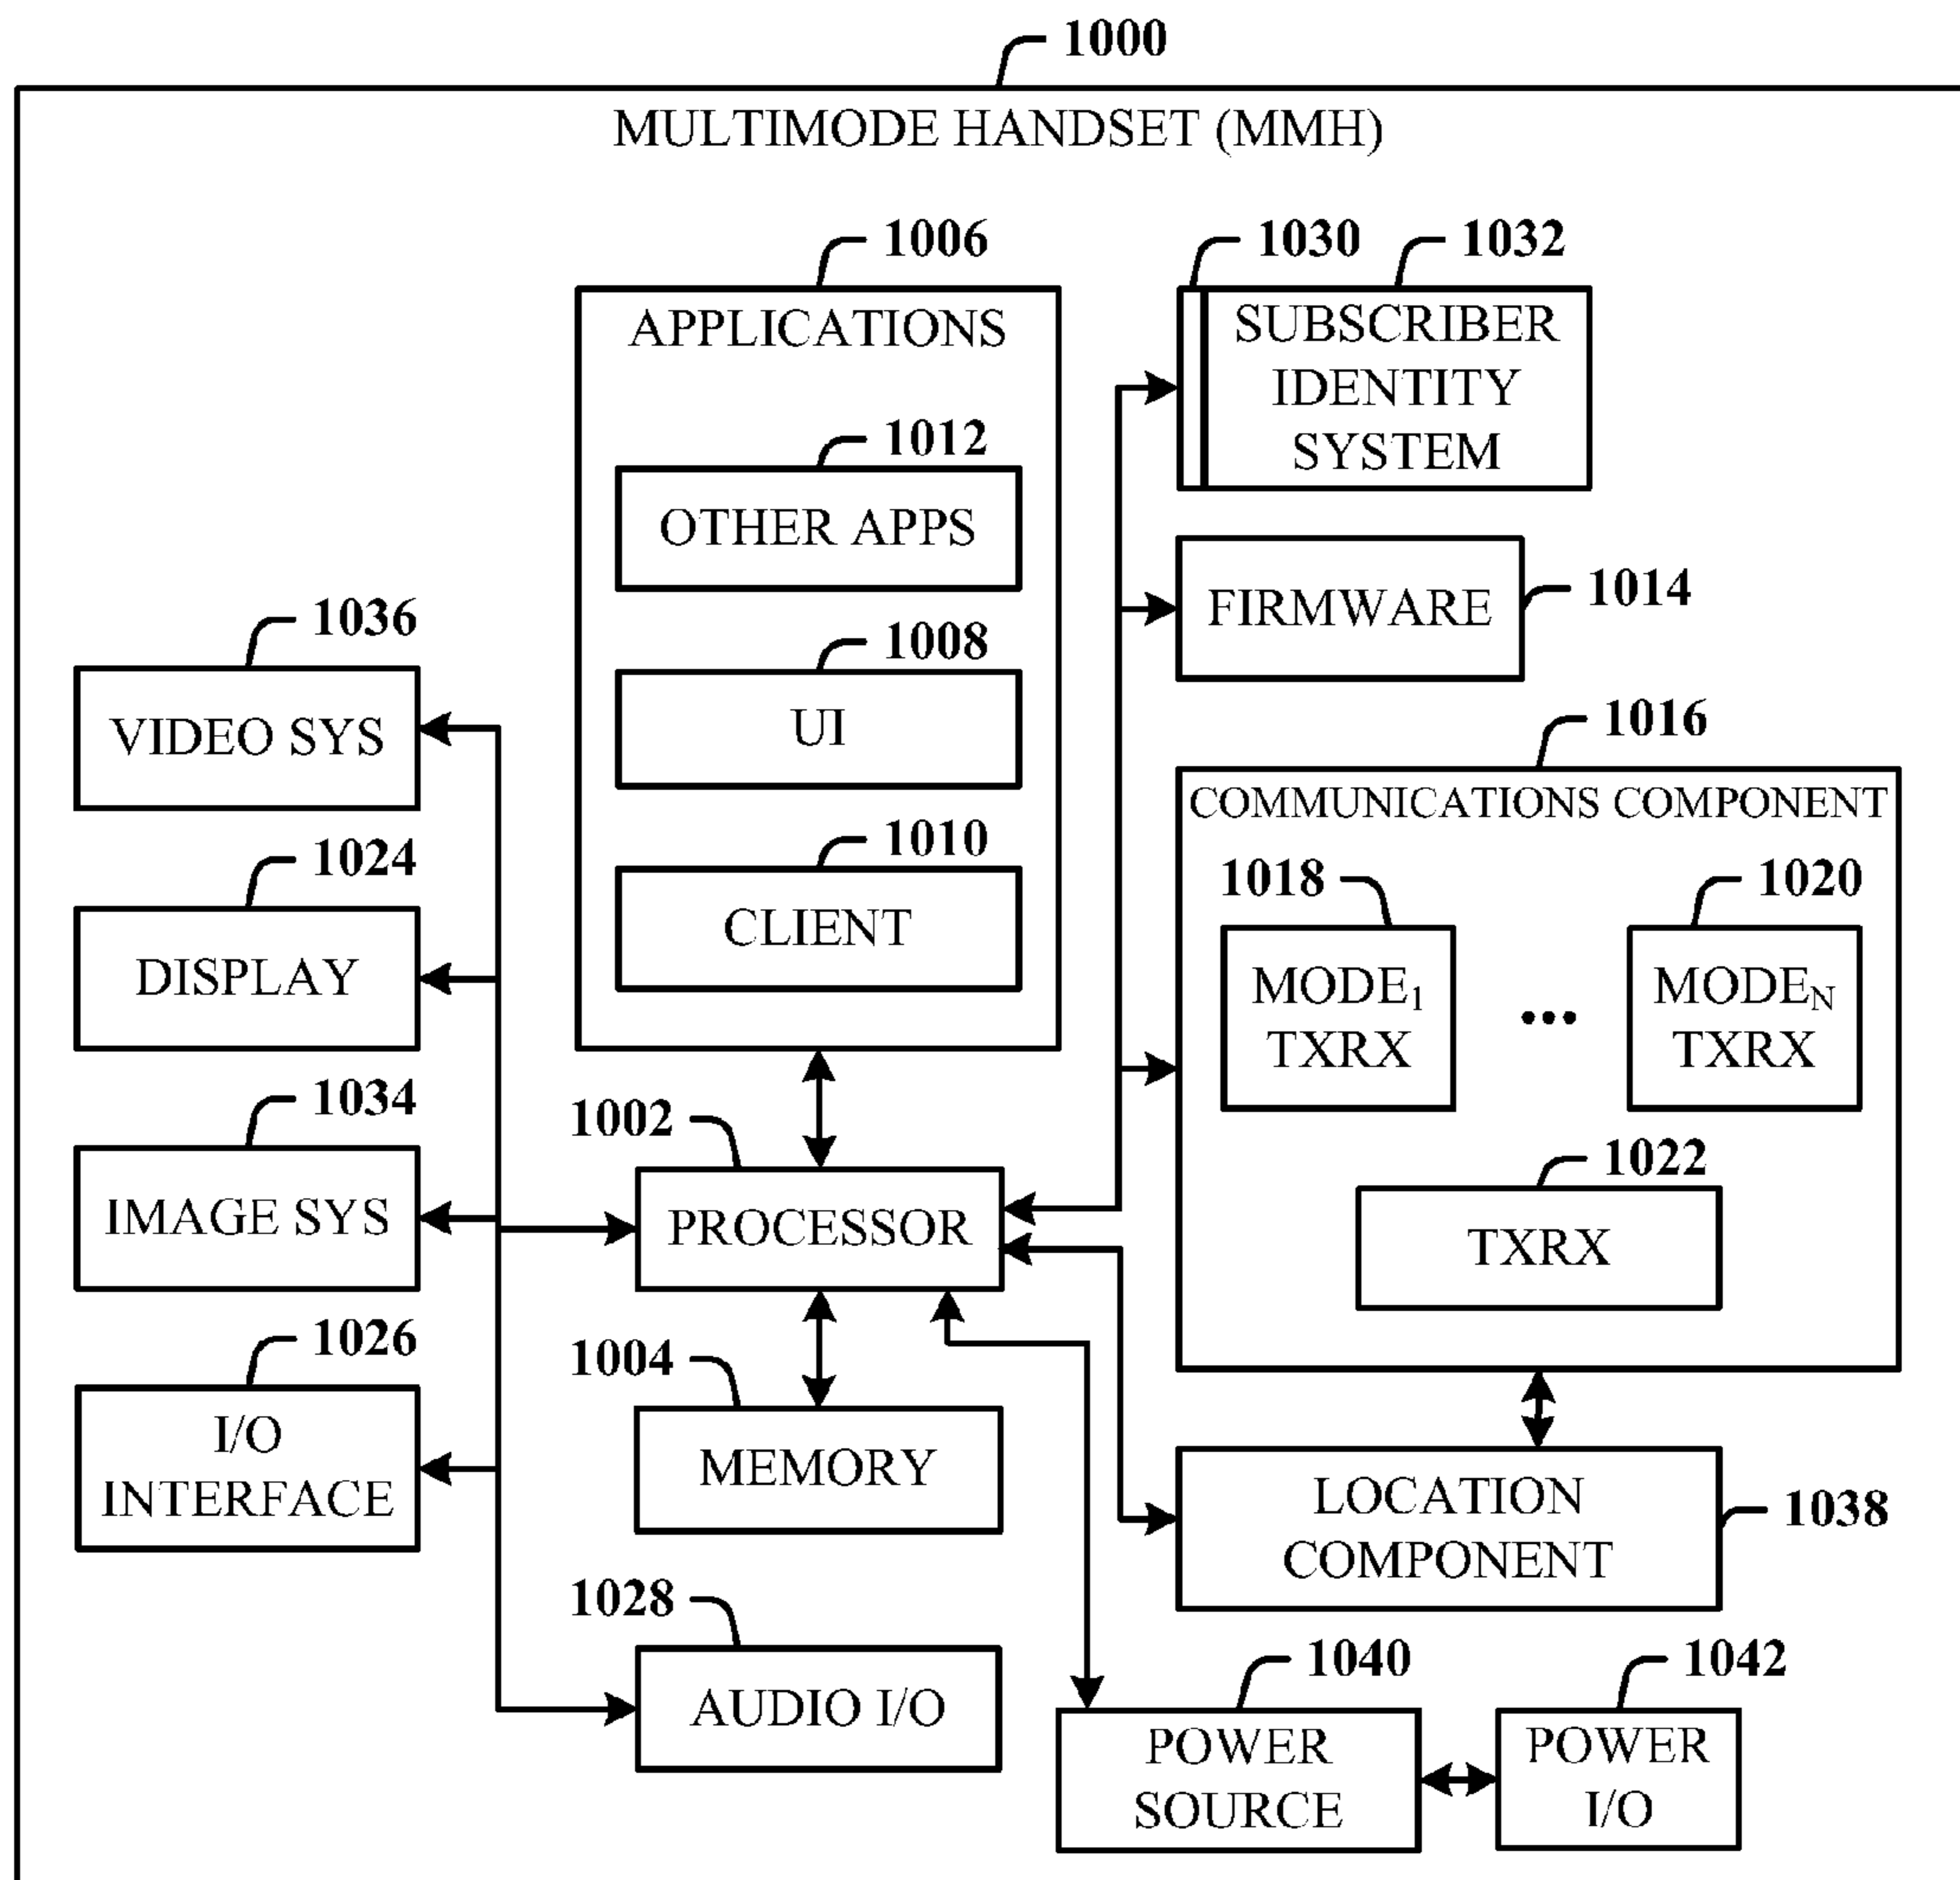 1000
MULTIMODE HANDSET (MMH)
1006
APPLICATIONS
1012
OTHER APPS
1008
UI
1010
CLIENT
1030
1032
SUBSCRIBER
IDENTITY
SYSTEM
FIRMWARE
1014
1036
VIDEO SYS
1024
DISPLAY
1034
IMAGE SYS
1026
I/O
INTERFACE
1016
COMMUNICATIONS COMPONENT
1018
MODE₁
TXRX
...
1020
MODE_N
TXRX
1022
TXRX
1002
PROCESSOR
1004
MEMORY
1028
AUDIO I/O
LOCATION
COMPONENT
1038
1040
POWER
SOURCE
1042
POWER
I/O